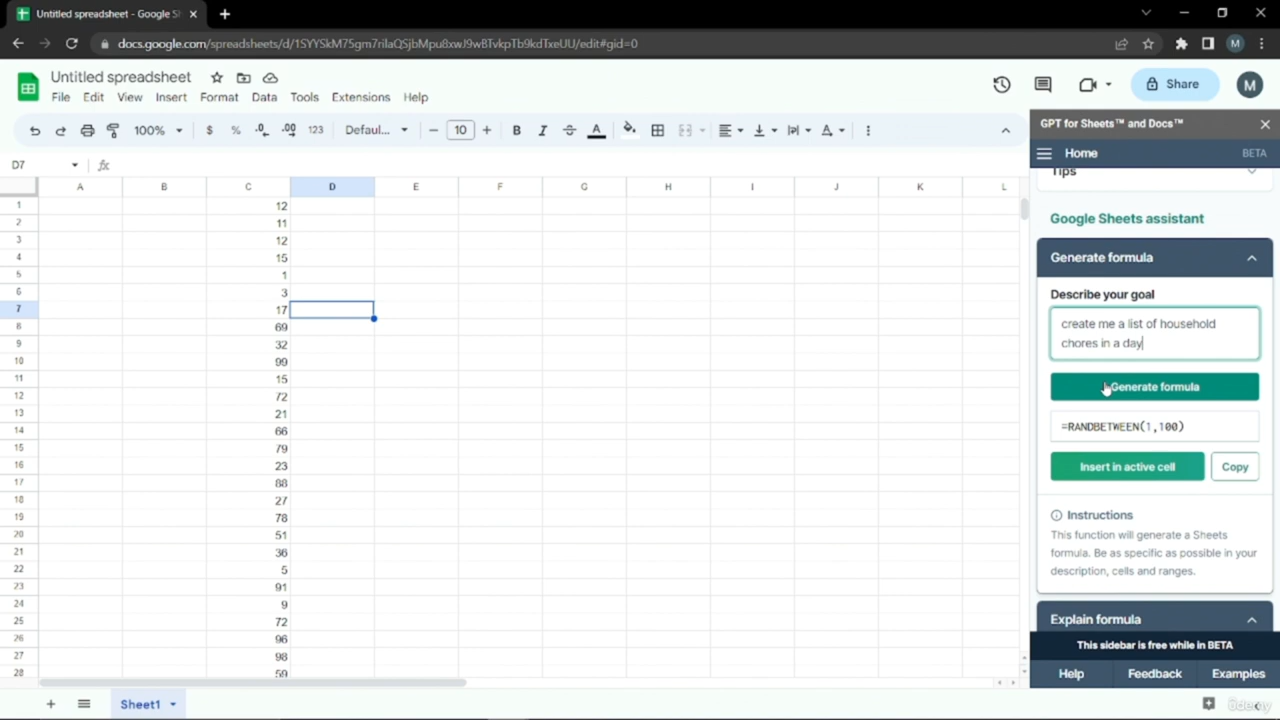 Untitled spreadsheet - Google Sh
docs.google.com/spreadsheets/d/1SYYSkM75gm7rilaQSjbMpu8xwJ9wBTvkpTb9kdTxeUU/edit#gid=0
M
Untitled spreadsheet
File Edit View Insert Format Data Tools Extensions Help
Share
M
100% $ % .0 .00 123 Defaul... 10 B I A
GPT for Sheets™ and Docs™
D7 fx
Home BETA
A B C D E F G H I J K L
1 12
2 11
3 12
4 15
5 1
6 3
7 17
8 69
9 32
10 99
11 15
12 72
13 21
14 66
15 79
16 23
17 88
18 27
19 78
20 51
21 36
22 5
23 91
24 9
25 72
26 96
27 98
28 59
Tips
Google Sheets assistant
Generate formula
Describe your goal
create me a list of household
chores in a day
Generate formula
=RANDBETWEEN(1,100)
Insert in active cell Copy
Instructions
This function will generate a Sheets
formula. Be as specific as possible in your
description, cells and ranges.
Explain formula
This sidebar is free while in BETA
Help Feedback Examples
Sheet1
ûdemy